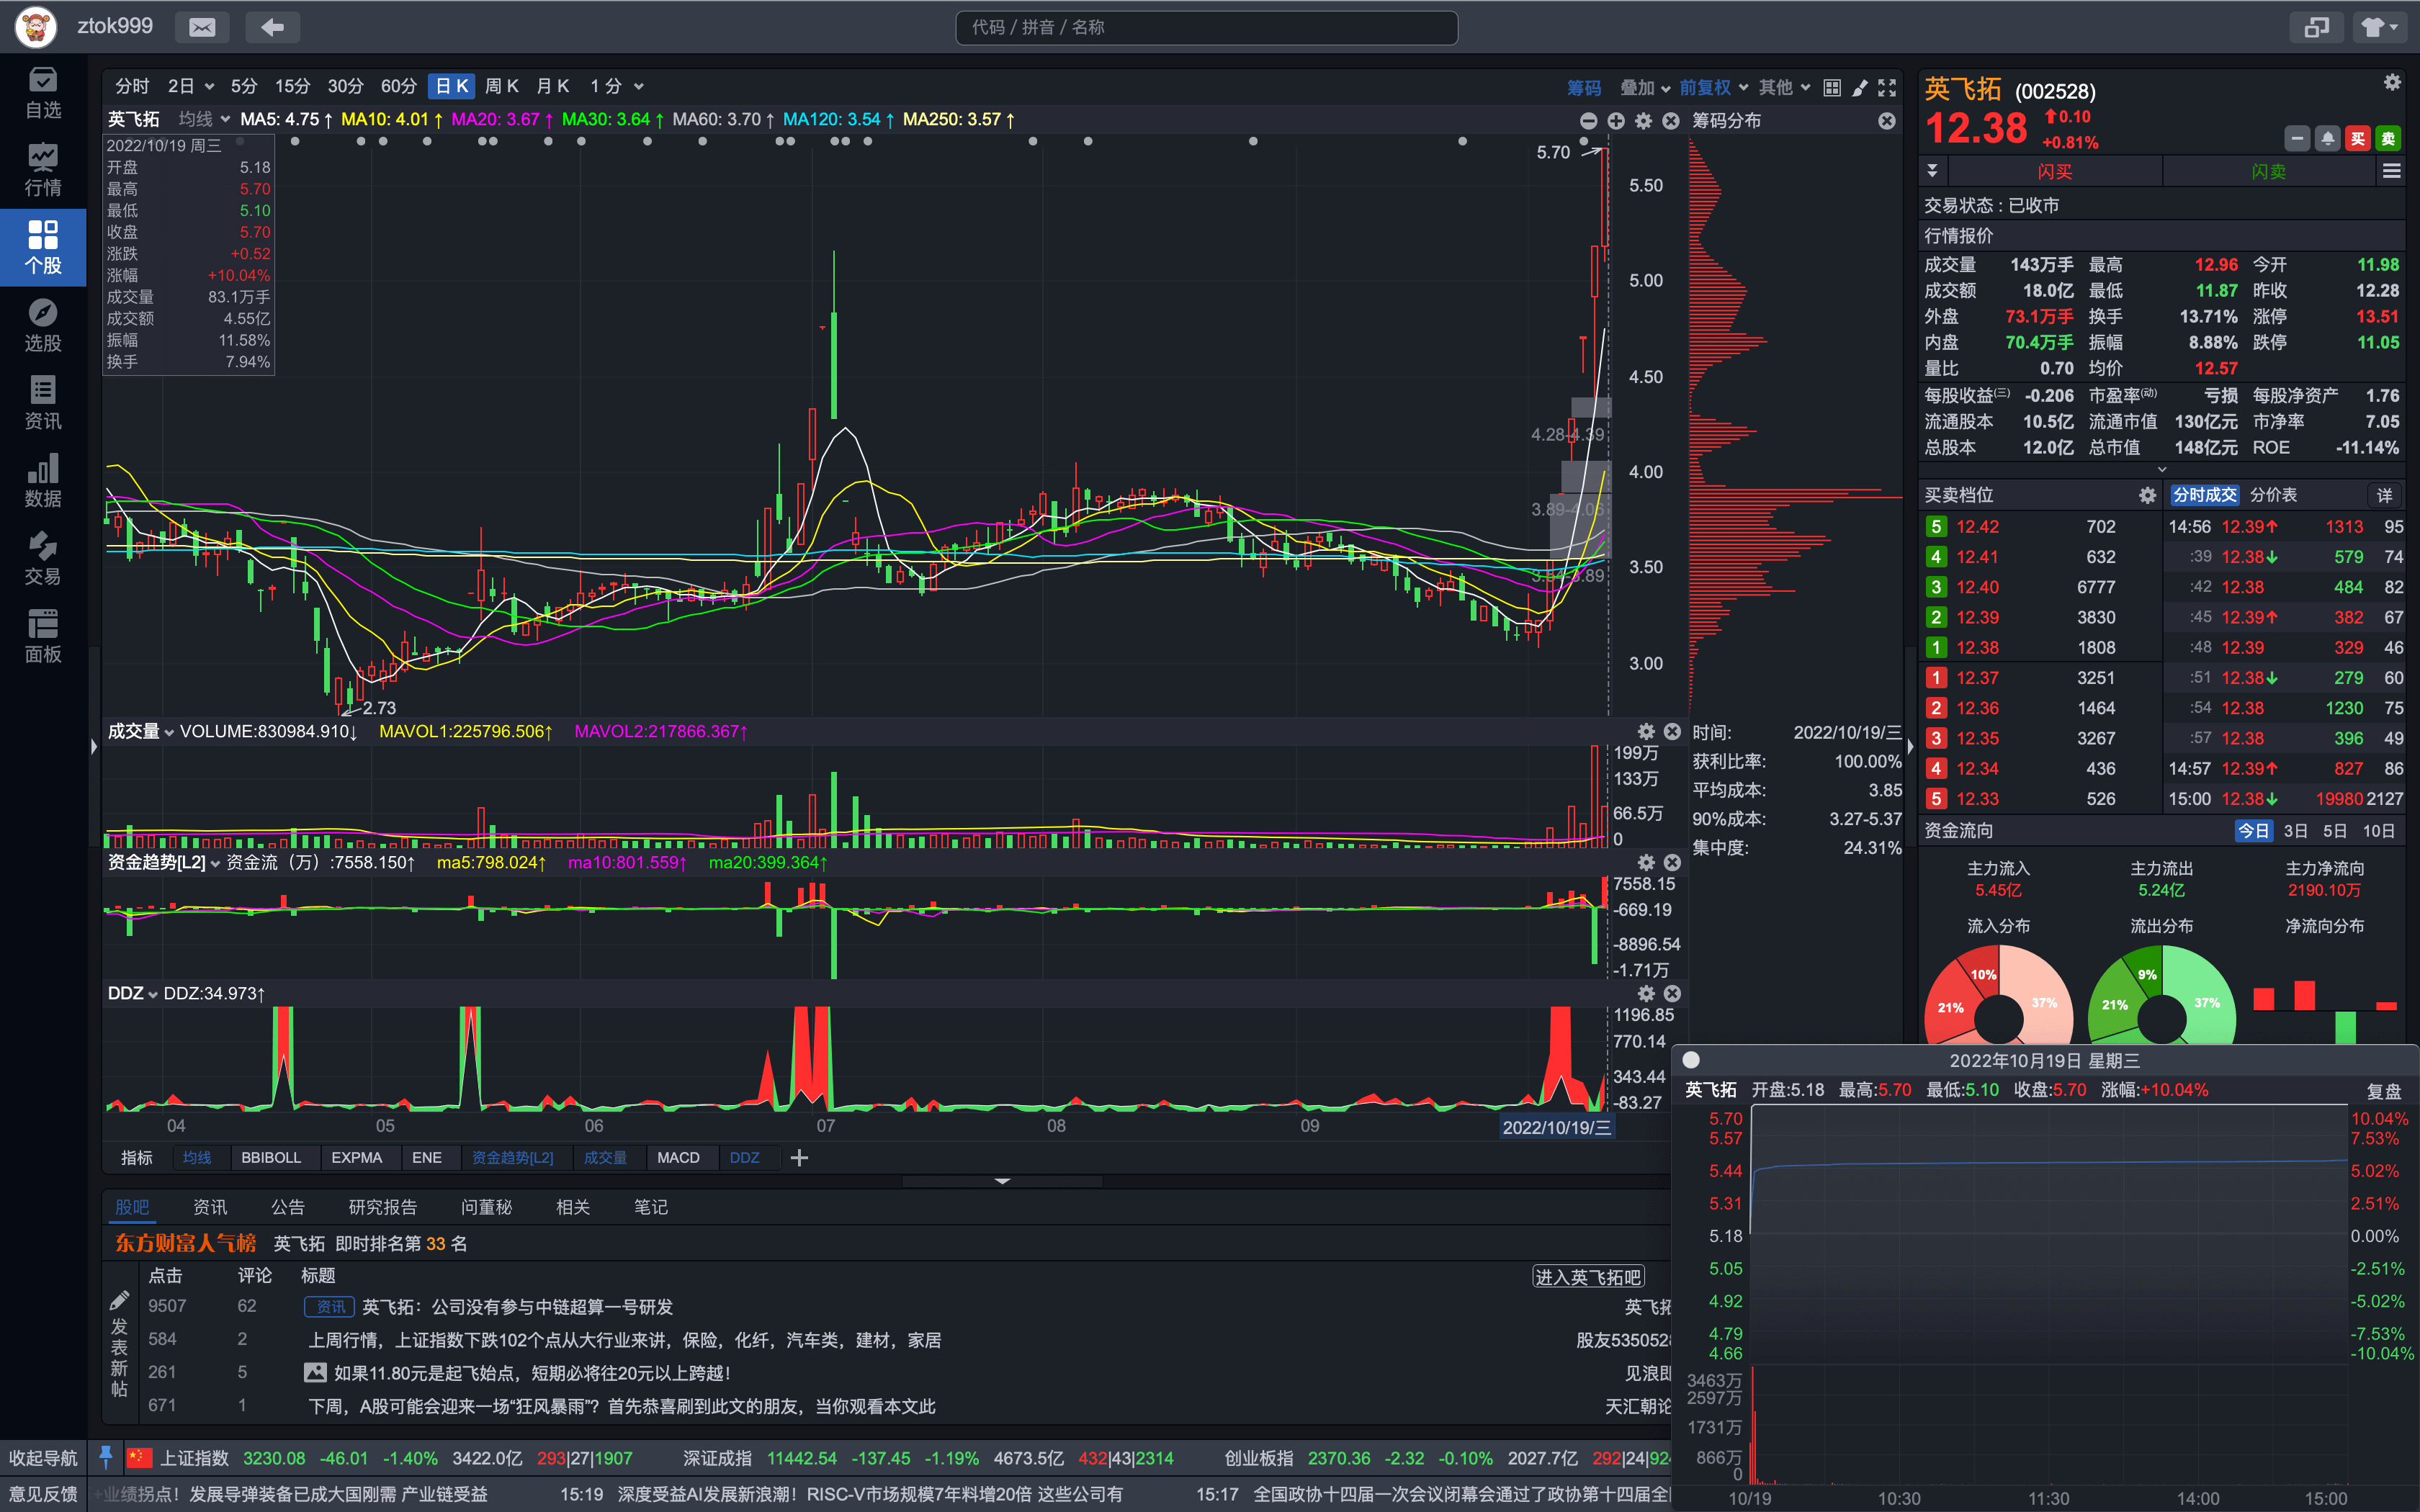 ztok999
代码 / 拼音 / 名称
自选
行情
个股
选股
资讯
数据
交易
面板
分时 2日 5分 15分 30分 60分 日K 周K 月K 1分 筹码 叠加 前复权 其他
英飞拓 均线 MA5: 4.75↑ MA10: 4.01↑ MA20: 3.67↑ MA30: 3.64↑ MA60: 3.70↑ MA120: 3.54↑ MA250: 3.57↑
筹码分布
2022/10/19 周三
开盘 5.18
最高 5.70
最低 5.10
收盘 5.70
涨跌 +0.52
涨幅 +10.04%
成交量 83.1万手
成交额 4.55亿
振幅 11.58%
换手 7.94%
5.70
5.50
5.00
4.50
4.00
3.50
3.00
4.28-4.39
3.89-4.06
3.54-3.89
2.73
成交量 VOLUME:830984.910↓ MAVOL1:225796.506↑ MAVOL2:217866.367↑
199万
133万
66.5万
0
资金趋势[L2] 资金流（万）:7558.150↑ ma5:798.024↑ ma10:801.559↑ ma20:399.364↑
7558.15
-669.19
-8896.54
-1.71万
DDZ DDZ:34.973↑
1196.85
770.14
343.44
-83.27
04 05 06 07 08 09 2022/10/19/三
时间: 2022/10/19/三
获利比率: 100.00%
平均成本: 3.85
90%成本: 3.27-5.37
集中度: 24.31%
指标 均线 BBIBOLL EXPMA ENE 资金趋势[L2] 成交量 MACD DDZ
股吧 资讯 公告 研究报告 问董秘 相关 笔记
东方财富人气榜 英飞拓 即时排名第 33 名
点击 评论 标题 进入英飞拓吧
发表新帖
9507 62 资讯 英飞拓：公司没有参与中链超算一号研发 英飞拓
584 2 上周行情，上证指数下跌102个点从大行业来讲，保险，化纤，汽车类，建材，家居 股友5350528
261 5 如果11.80元是起飞始点，短期必将往20元以上跨越！ 见浪即
671 1 下周，A股可能会迎来一场“狂风暴雨”？首先恭喜刷到此文的朋友，当你观看本文此 天汇朝论
英飞拓 (002528)
12.38 0.10
+0.81%
买 卖
闪买 闪卖
交易状态 : 已收市
行情报价
成交量 143万手 最高 12.96 今开 11.98
成交额 18.0亿 最低 11.87 昨收 12.28
外盘 73.1万手 换手 13.71% 涨停 13.51
内盘 70.4万手 振幅 8.88% 跌停 11.05
量比 0.70 均价 12.57
每股收益(三) -0.206 市盈率(动) 亏损 每股净资产 1.76
流通股本 10.5亿 流通市值 130亿元 市净率 7.05
总股本 12.0亿 总市值 148亿元 ROE -11.14%
买卖档位 分时成交 分价表 详
5 12.42 702 14:56 12.39↑ 1313 95
4 12.41 632 :39 12.38↓ 579 74
3 12.40 6777 :42 12.38 484 82
2 12.39 3830 :45 12.39↑ 382 67
1 12.38 1808 :48 12.39 329 46
1 12.37 3251 :51 12.38↓ 279 60
2 12.36 1464 :54 12.38 1230 75
3 12.35 3267 :57 12.38 396 49
4 12.34 436 14:57 12.39↑ 827 86
5 12.33 526 15:00 12.38↓ 19980 2127
资金流向 今日 3日 5日 10日
主力流入 主力流出 主力净流向
5.45亿 5.24亿 2190.10万
流入分布 流出分布 净流向分布
10% 37% 21%
9% 37% 21%
2022年10月19日 星期三
英飞拓 开盘:5.18 最高:5.70 最低:5.10 收盘:5.70 涨幅:+10.04% 复盘
5.70 10.04%
5.57 7.53%
5.44 5.02%
5.31 2.51%
5.18 0.00%
5.05 -2.51%
4.92 -5.02%
4.79 -7.53%
4.66 -10.04%
3463万
2597万
1731万
866万
0
10/19 10:30 11:30 14:00 15:00
收起导航 上证指数 3230.08 -46.01 -1.40% 3422.0亿 293|27|1907 深证成指 11442.54 -137.45 -1.19% 4673.5亿 432|43|2314 创业板指 2370.36 -2.32 -0.10% 2027.7亿 292|24|92
意见反馈 +业绩拐点！发展导弹装备已成大国刚需 产业链受益 15:19 深度受益AI发展新浪潮！RISC-V市场规模7年料增20倍 这些公司有 15:17 全国政协十四届一次会议闭幕会通过了政协第十四届全